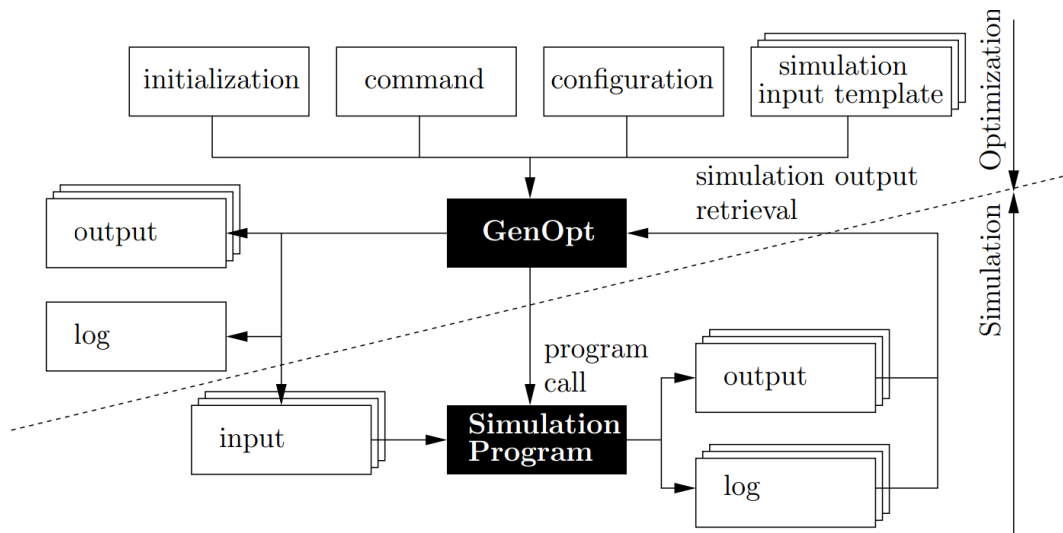 initialization
command
configuration
simulation
input template
Optimization
simulation output
retrieval
output
GenOpt
Simulation
log
program
call
output
input
Simulation
Program
log